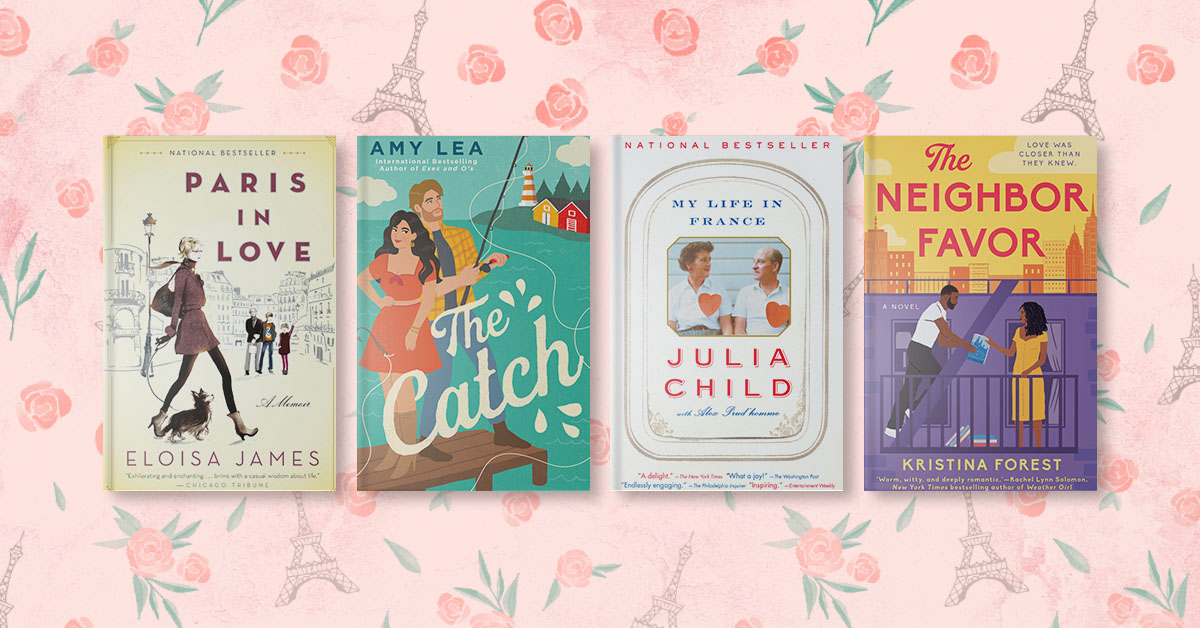 NATIONAL BESTSELLER
PARIS
IN
LOVE
A Memoir
ELOISA JAMES
"Exhilarating and enchanting . . . brims with a casual wisdom about life."
—CHICAGO TRIBUNE
AMY LEA
International Bestselling
Author of Exes and O's
The
Catch
NATIONAL BESTSELLER
MY LIFE IN
FRANCE
JULIA
CHILD
with Alex Prud'homme
"A delight." —The New York Times "What a joy!" —The Washington Post
"Endlessly engaging." —The Philadelphia Inquirer "Inspiring." —Entertainment Weekly
The
NEIGHBOR
FAVOR
LOVE WAS
CLOSER THAN
THEY KNEW.
A NOVEL
KRISTINA FOREST
"Warm, witty, and deeply romantic."—Rachel Lynn Solomon,
New York Times bestselling author of Weather Girl